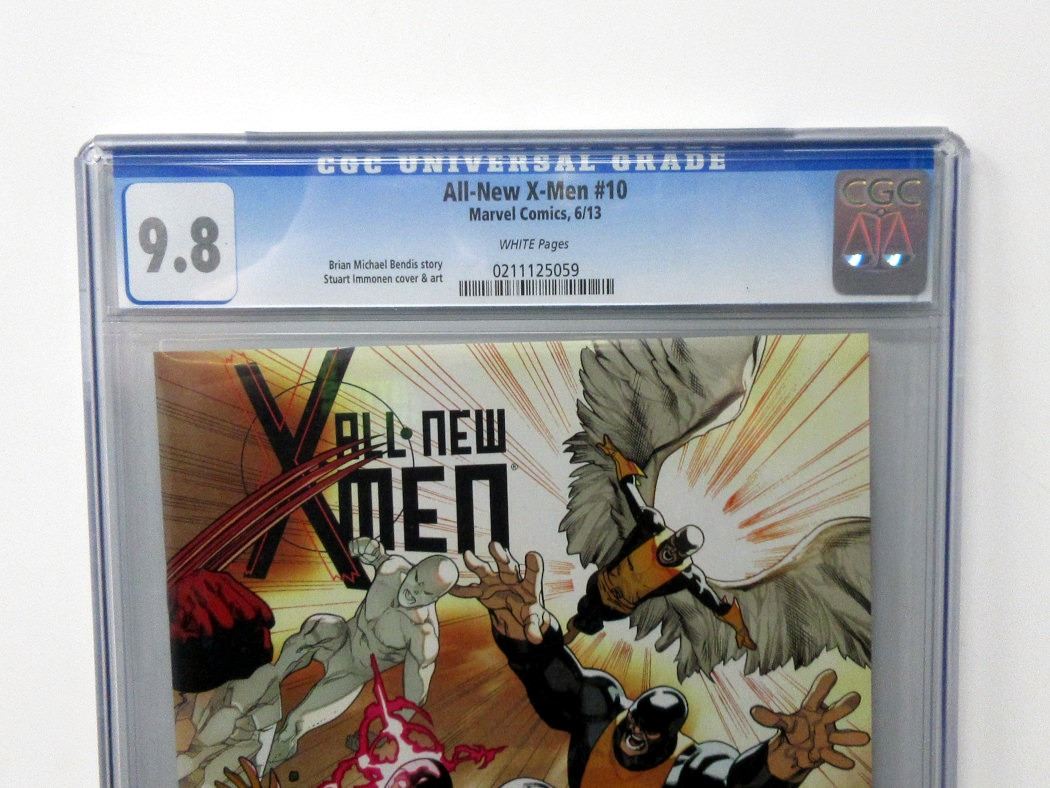 CGC UNIVERSAL GRADE
All-New X-Men #10
Marvel Comics, 6/13
CGC
9.8
WHITE Pages
Brian Michael Bendis story
Stuart Immonen cover & art
0211125059
X
ALL-NEW
XMEN®